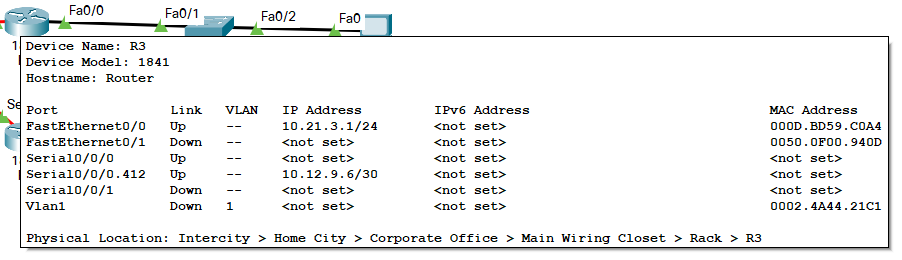 Fa0/0 Fa0/1 Fa0/2 Fa0
Device Name: R3
Device Model: 1841
Hostname: Router
Port Link VLAN IP Address IPv6 Address MAC Address
FastEthernet0/0 Up -- 10.21.3.1/24 <not set> 000D.BD59.C0A4
FastEthernet0/1 Down -- <not set> <not set> 0050.0F00.940D
Serial0/0/0 Up -- <not set> <not set> <not set>
Serial0/0/0.412 Up -- 10.12.9.6/30 <not set> <not set>
Serial0/0/1 Down -- <not set> <not set> <not set>
Vlan1 Down 1 <not set> <not set> 0002.4A44.21C1
Physical Location: Intercity > Home City > Corporate Office > Main Wiring Closet > Rack > R3